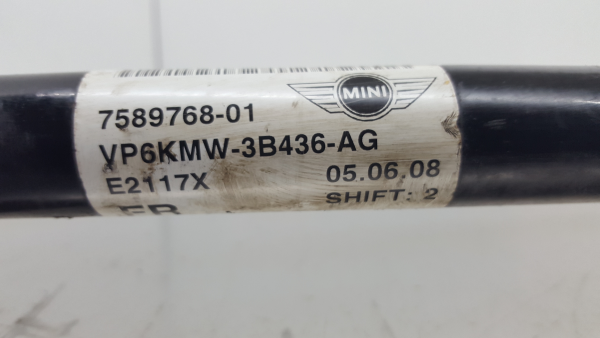 MINI
7589768-01
VP6KMW-3B436-AG
E2117X 05.06.08
SHIFT: 2